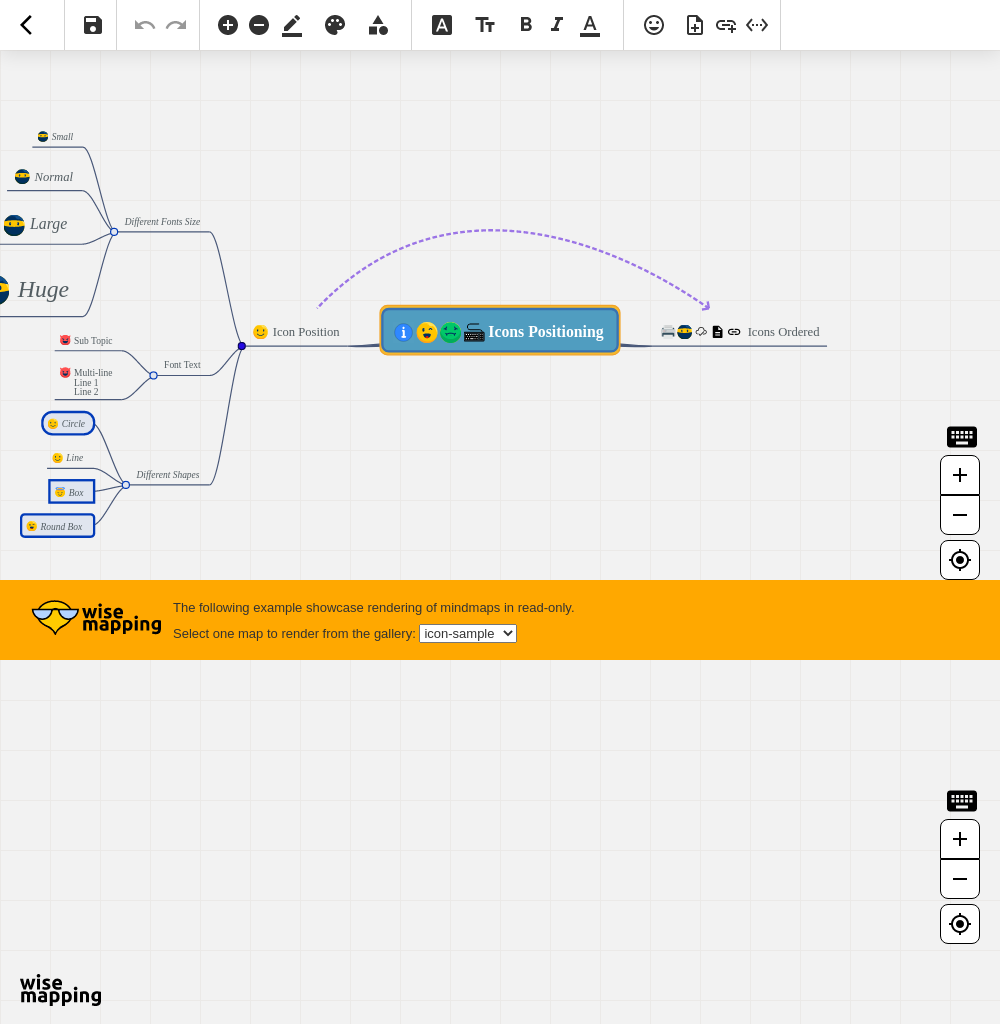 Small
Normal
Large
Huge
Different Fonts Size
Icon Position
Icons Positioning
Icons Ordered
Sub Topic
Font Text
Multi-line
Line 1
Line 2
Circle
Line
Different Shapes
Box
Round Box
wise
mapping
The following example showcase rendering of mindmaps in read-only.
Select one map to render from the gallery: icon-sample
wise
mapping